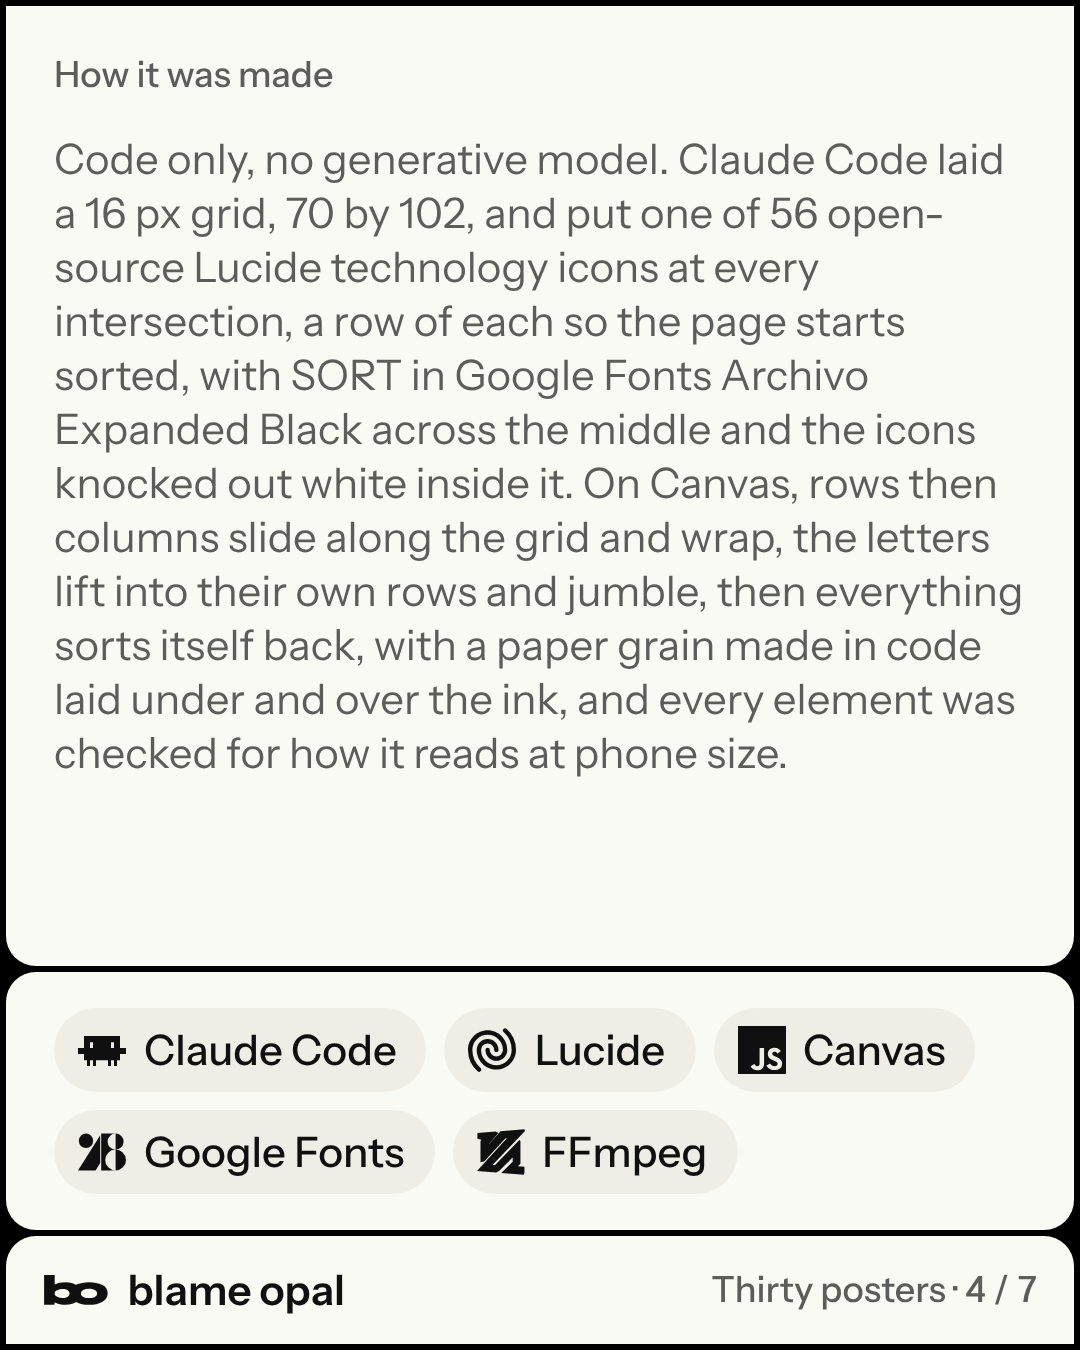 How it was made
Code only, no generative model. Claude Code laid
a 16 px grid, 70 by 102, and put one of 56 open-
source Lucide technology icons at every
intersection, a row of each so the page starts
sorted, with SORT in Google Fonts Archivo
Expanded Black across the middle and the icons
knocked out white inside it. On Canvas, rows then
columns slide along the grid and wrap, the letters
lift into their own rows and jumble, then everything
sorts itself back, with a paper grain made in code
laid under and over the ink, and every element was
checked for how it reads at phone size.
Claude Code
Lucide
JS Canvas
Google Fonts
FFmpeg
bo blame opal
Thirty posters · 4 / 7